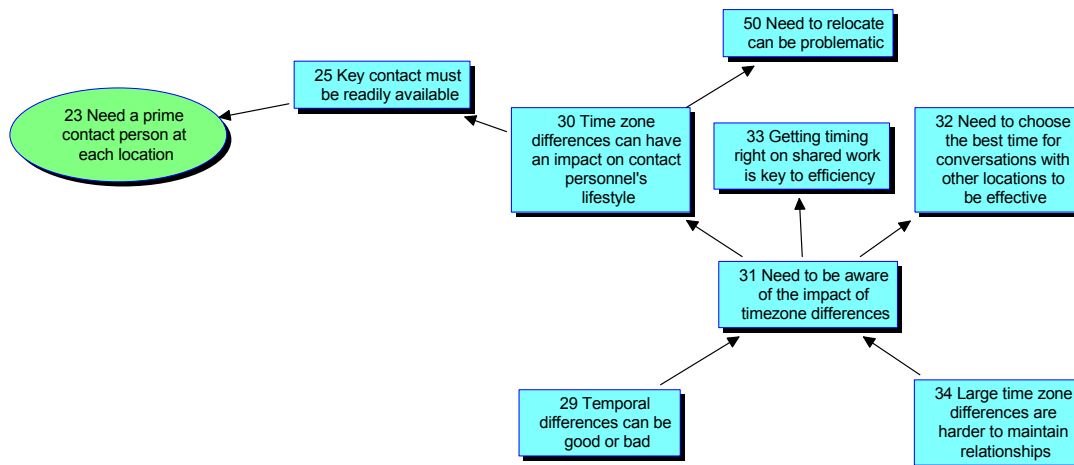 50 Need to relocate
can be problematic
25 Key contact must
be readily available
23 Need a prime
contact person at
each location
30 Time zone
differences can have
an impact on contact
personnel's
lifestyle
33 Getting timing
right on shared work
is key to efficiency
32 Need to choose
the best time for
conversations with
other locations to
be effective
31 Need to be aware
of the impact of
timezone differences
29 Temporal
differences can be
good or bad
34 Large time zone
differences are
harder to maintain
relationships